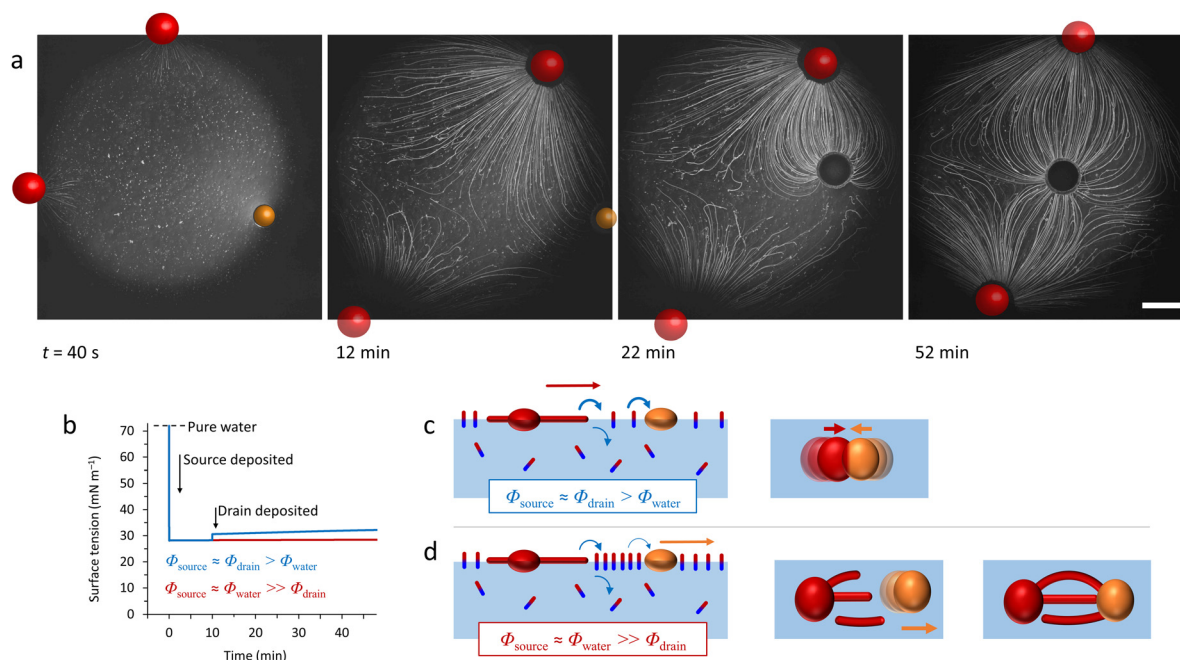 a
t = 40 s
12 min
22 min
52 min
b
Surface tension (mN m⁻¹)
70
60
50
40
30
20
10
0
Pure water
Source deposited
Drain deposited
Φsource ≈ Φdrain > Φwater
Φsource ≈ Φwater >> Φdrain
0
10
20
30
40
Time (min)
c
Φsource ≈ Φdrain > Φwater
d
Φsource ≈ Φwater >> Φdrain